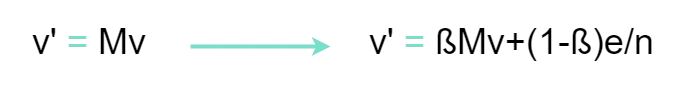 v' = Mv v' = ßMv+(1-ß)e/n